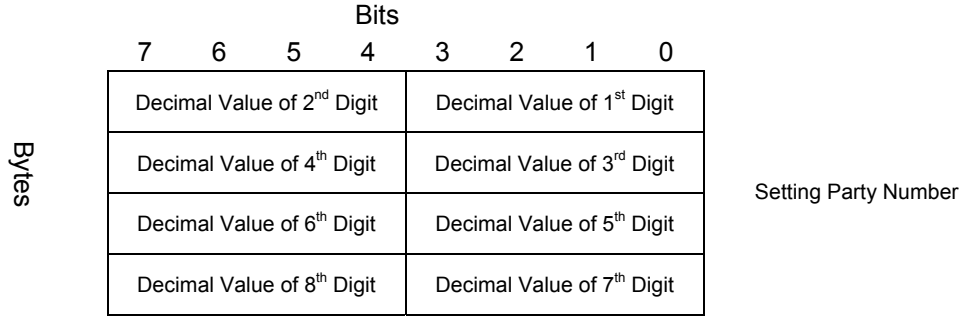 Bits
7 6 5 4 3 2 1 0
Decimal Value of 2nd Digit Decimal Value of 1st Digit
Decimal Value of 4th Digit Decimal Value of 3rd Digit
Bytes
Setting Party Number
Decimal Value of 6th Digit Decimal Value of 5th Digit
Decimal Value of 8th Digit Decimal Value of 7th Digit